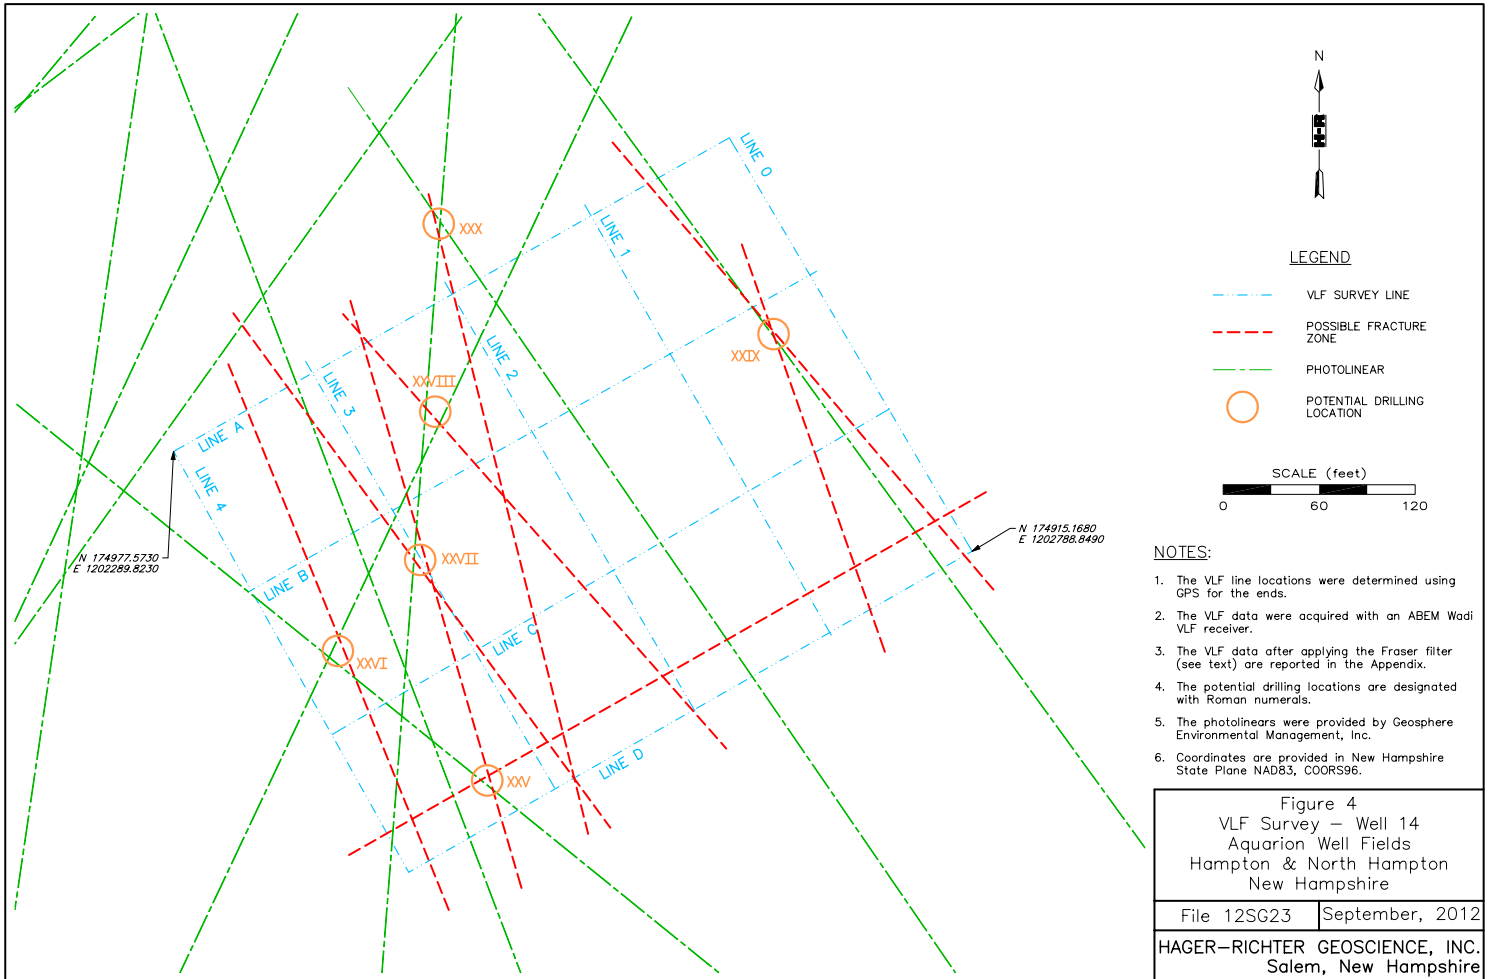 N
H-R
LEGEND
VLF SURVEY LINE
POSSIBLE FRACTURE
ZONE
PHOTOLINEAR
POTENTIAL DRILLING
LOCATION
SCALE (feet)
0 60 120
NOTES:
1. The VLF line locations were determined using
GPS for the ends.
2. The VLF data were acquired with an ABEM Wadi
VLF receiver.
3. The VLF data after applying the Fraser filter
(see text) are reported in the Appendix.
4. The potential drilling locations are designated
with Roman numerals.
5. The photolinears were provided by Geosphere
Environmental Management, Inc.
6. Coordinates are provided in New Hampshire
State Plane NAD83, COORS96.
Figure 4
VLF Survey – Well 14
Aquarion Well Fields
Hampton & North Hampton
New Hampshire
File 12SG23
September, 2012
HAGER–RICHTER GEOSCIENCE, INC.
Salem, New Hampshire
LINE 0
LINE 1
LINE 2
LINE 3
LINE 4
LINE A
LINE B
LINE C
LINE D
XXX
XXIX
XXVIII
XXVII
XXVI
XXV
N 174977.5730
E 1202289.8230
N 174915.1680
E 1202788.8490